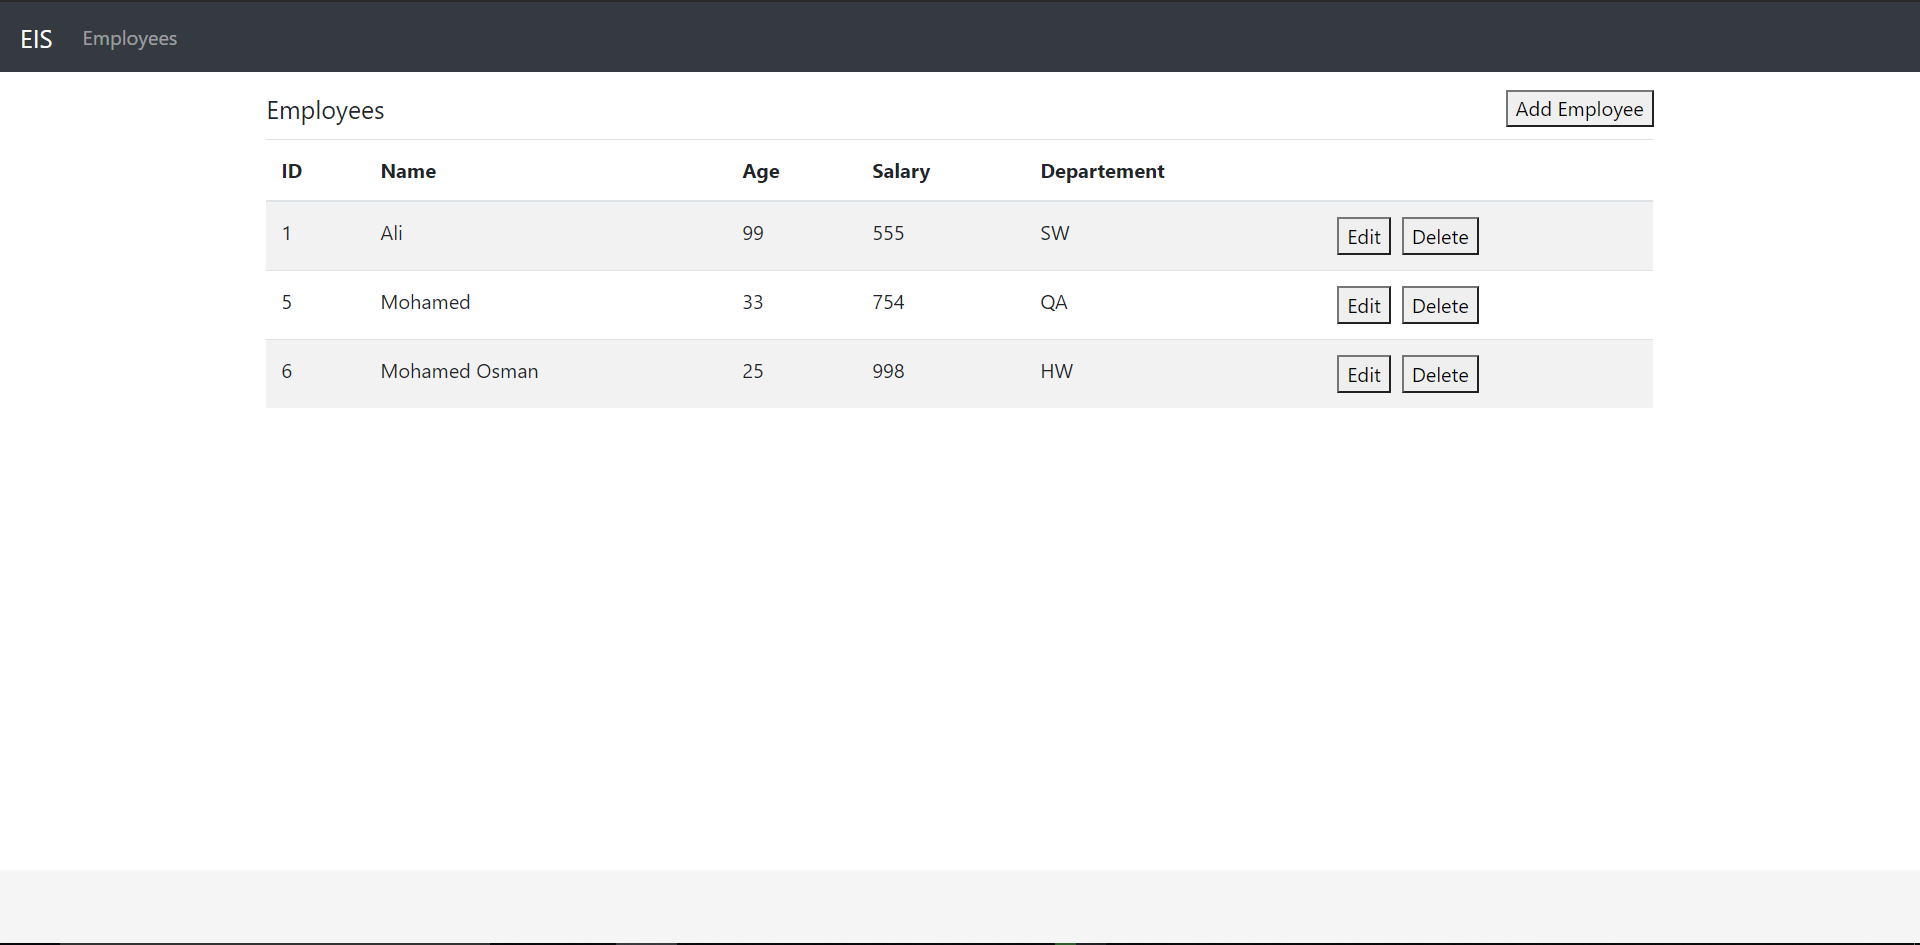 EIS Employees
Employees Add Employee
ID Name Age Salary Departement
1 Ali 99 555 SW Edit Delete
5 Mohamed 33 754 QA Edit Delete
6 Mohamed Osman 25 998 HW Edit Delete